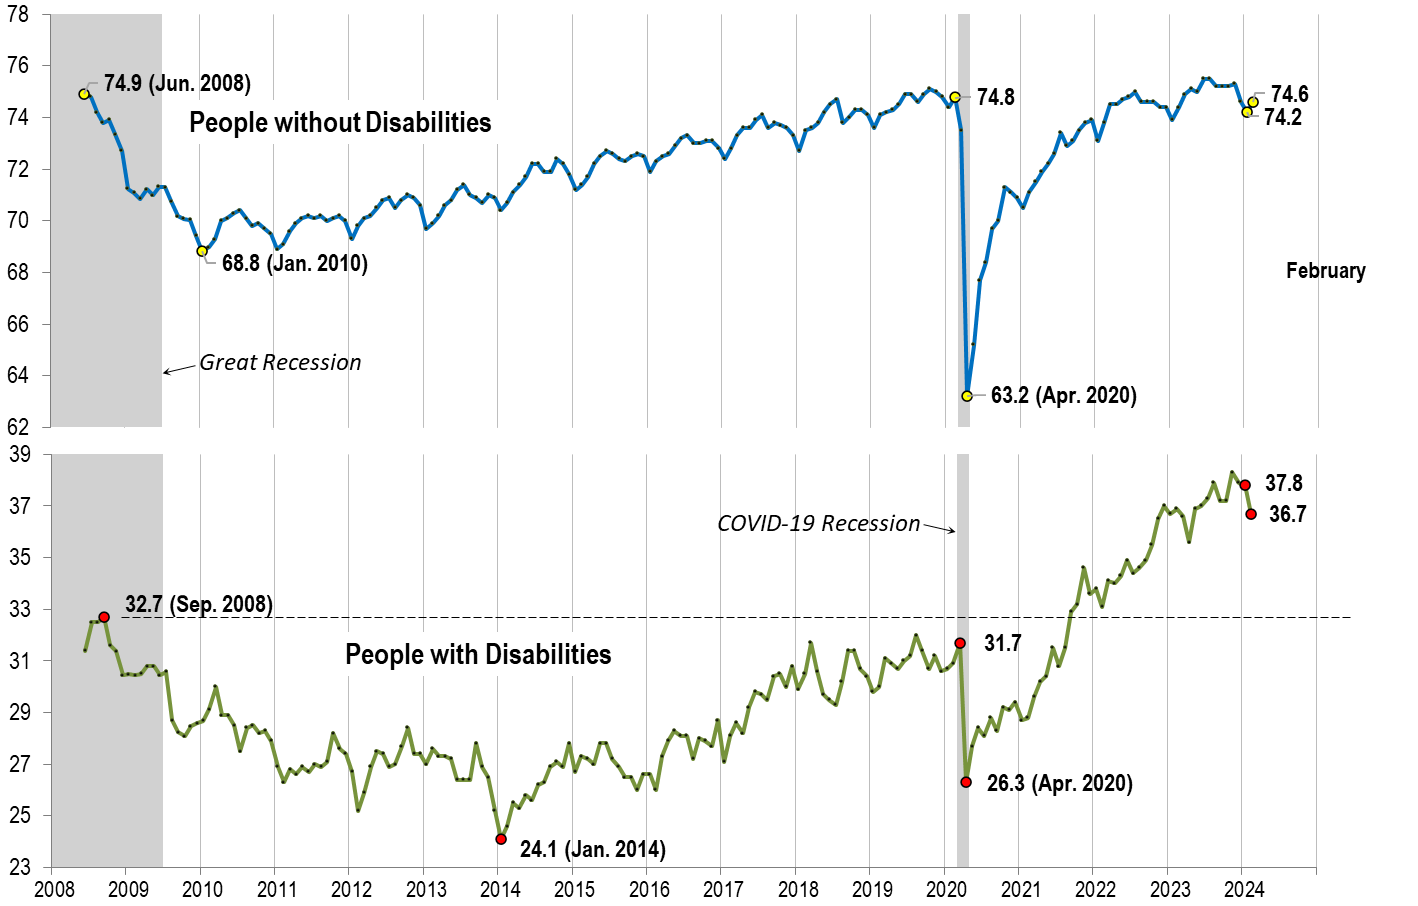 78
76
74.9 (Jun. 2008)
74.8
74.6
74
74.2
People without Disabilities
72
70
68.8 (Jan. 2010)
68
February
66
Great Recession
64
63.2 (Apr. 2020)
62
39
37.8
37
36.7
COVID-19 Recession
35
32.7 (Sep. 2008)
33
31.7
People with Disabilities
31
29
27
26.3 (Apr. 2020)
25
24.1 (Jan. 2014)
23
2008 2009 2010 2011 2012 2013 2014 2015 2016 2017 2018 2019 2020 2021 2022 2023 2024